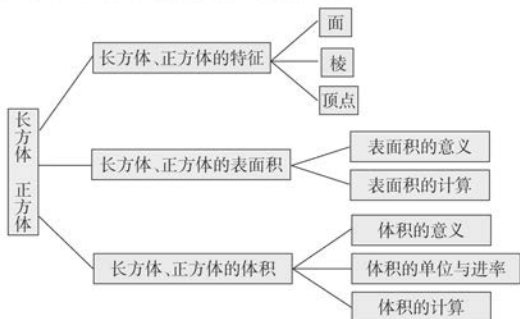 长方体 正方体
长方体、正方体的特征
面
棱
顶点
长方体、正方体的表面积
表面积的意义
表面积的计算
长方体、正方体的体积
体积的意义
体积的单位与进率
体积的计算